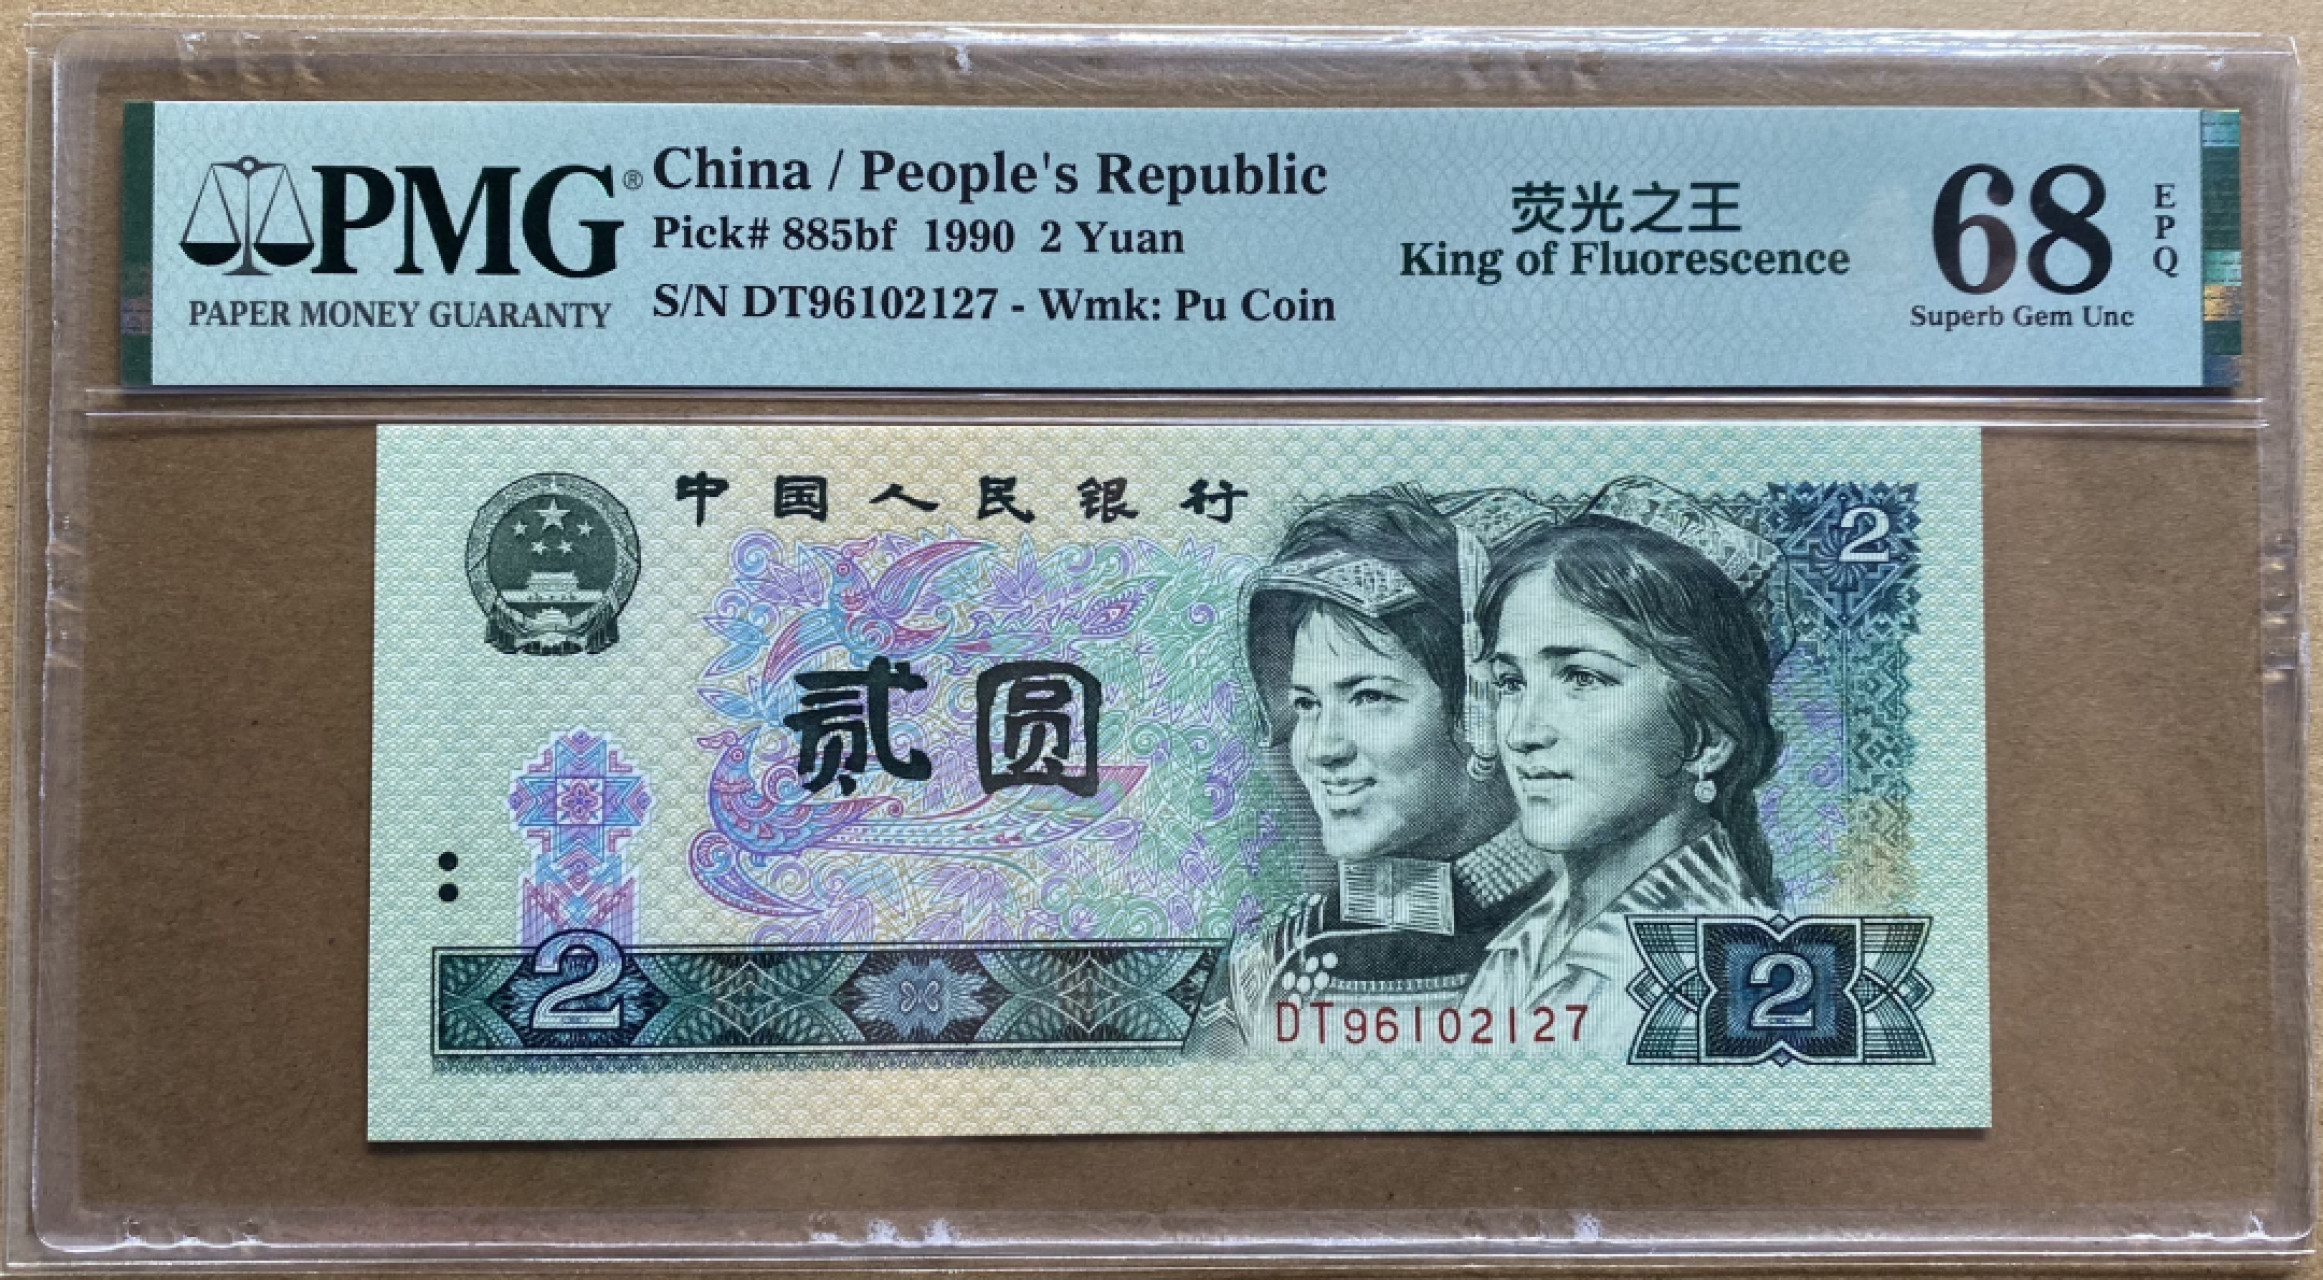 PMG®
PAPER MONEY GUARANTY
China / People's Republic
Pick# 885bf 1990 2 Yuan
S/N DT96102127 - Wmk: Pu Coin
荧光之王
King of Fluorescence
68
EPQ
Superb Gem Unc
中国人民银行
2
贰圆
2
DT96102127
2